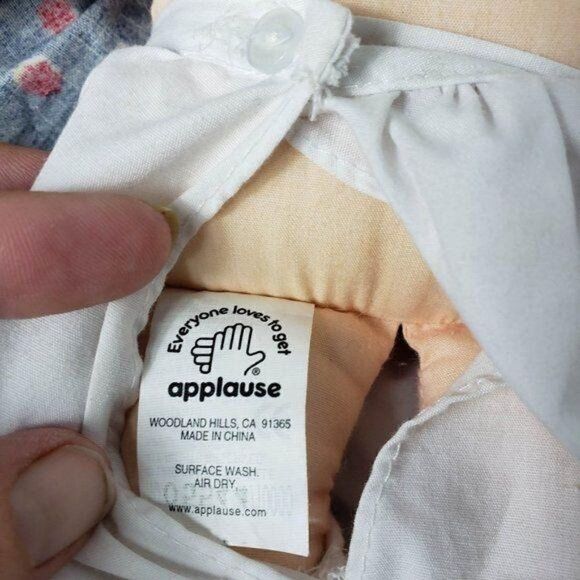 Everyone loves to get
®
applause
WOODLAND HILLS, CA 91365
MADE IN CHINA
SURFACE WASH.
AIR DRY.
www.applause.com